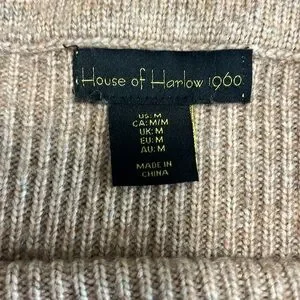 House of Harlow 1960
US: M
CA: M/M
UK: M
EU: M
AU: M
MADE IN
CHINA